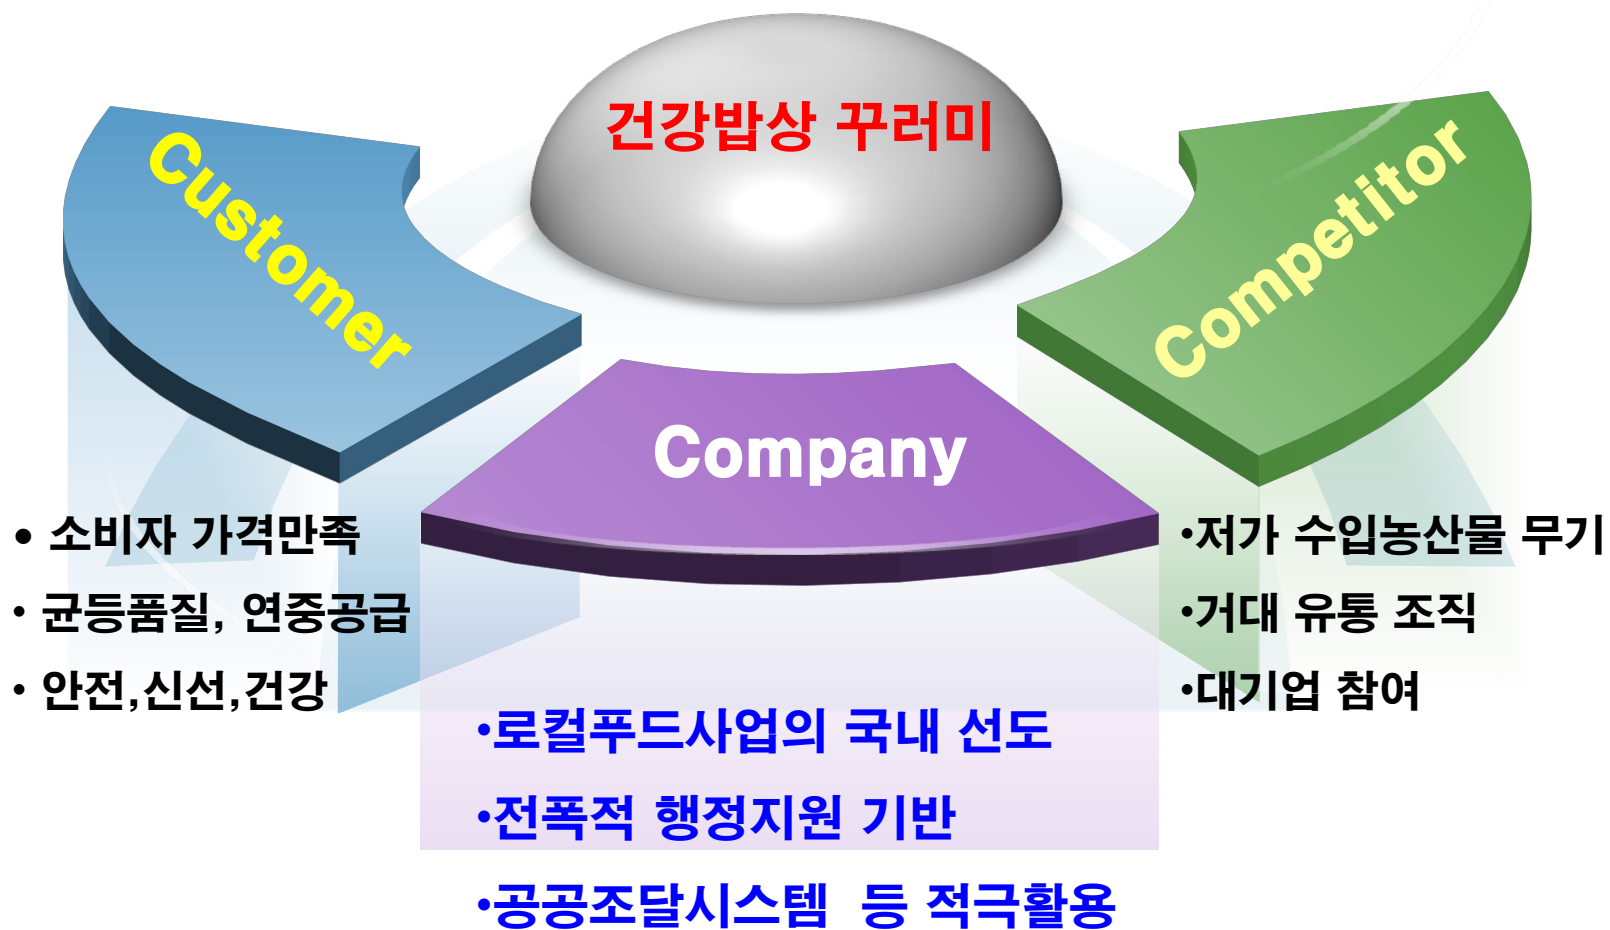 건강밥상 꾸러미
Customer
• 소비자 가격만족
• 균등품질, 연중공급
• 안전,신선,건강
Company
•로컬푸드사업의 국내 선도
•전폭적 행정지원 기반
•공공조달시스템 등 적극활용
Competitor
•저가 수입농산물 무기
•거대 유통 조직
•대기업 참여